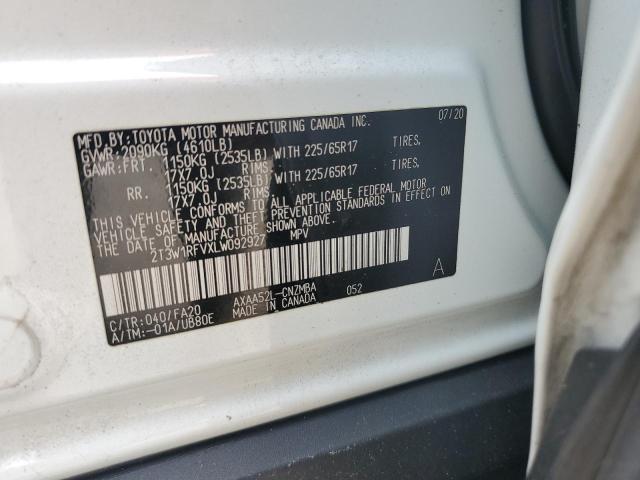 MFD. BY: TOYOTA MOTOR MANUFACTURING CANADA INC. 07/20
GVWR: 2090KG (4610LB)
GAWR: FRT. 1150KG (2535LB) WITH 225/65R17 TIRES,
17X7.0J RIMS
RR. 1150KG (2535LB) WITH 225/65R17 TIRES,
17X7.0J RIMS
THIS VEHICLE CONFORMS TO ALL APPLICABLE FEDERAL MOTOR
VEHICLE SAFETY AND THEFT PREVENTION STANDARDS IN EFFECT ON
THE DATE OF MANUFACTURE SHOWN ABOVE.
2T3W1RFVXLW092927 MPV
A
C/TR: 040/FA20 AXAA52L-CNZMBA 052
A/TM: -01A/UB80E MADE IN CANADA